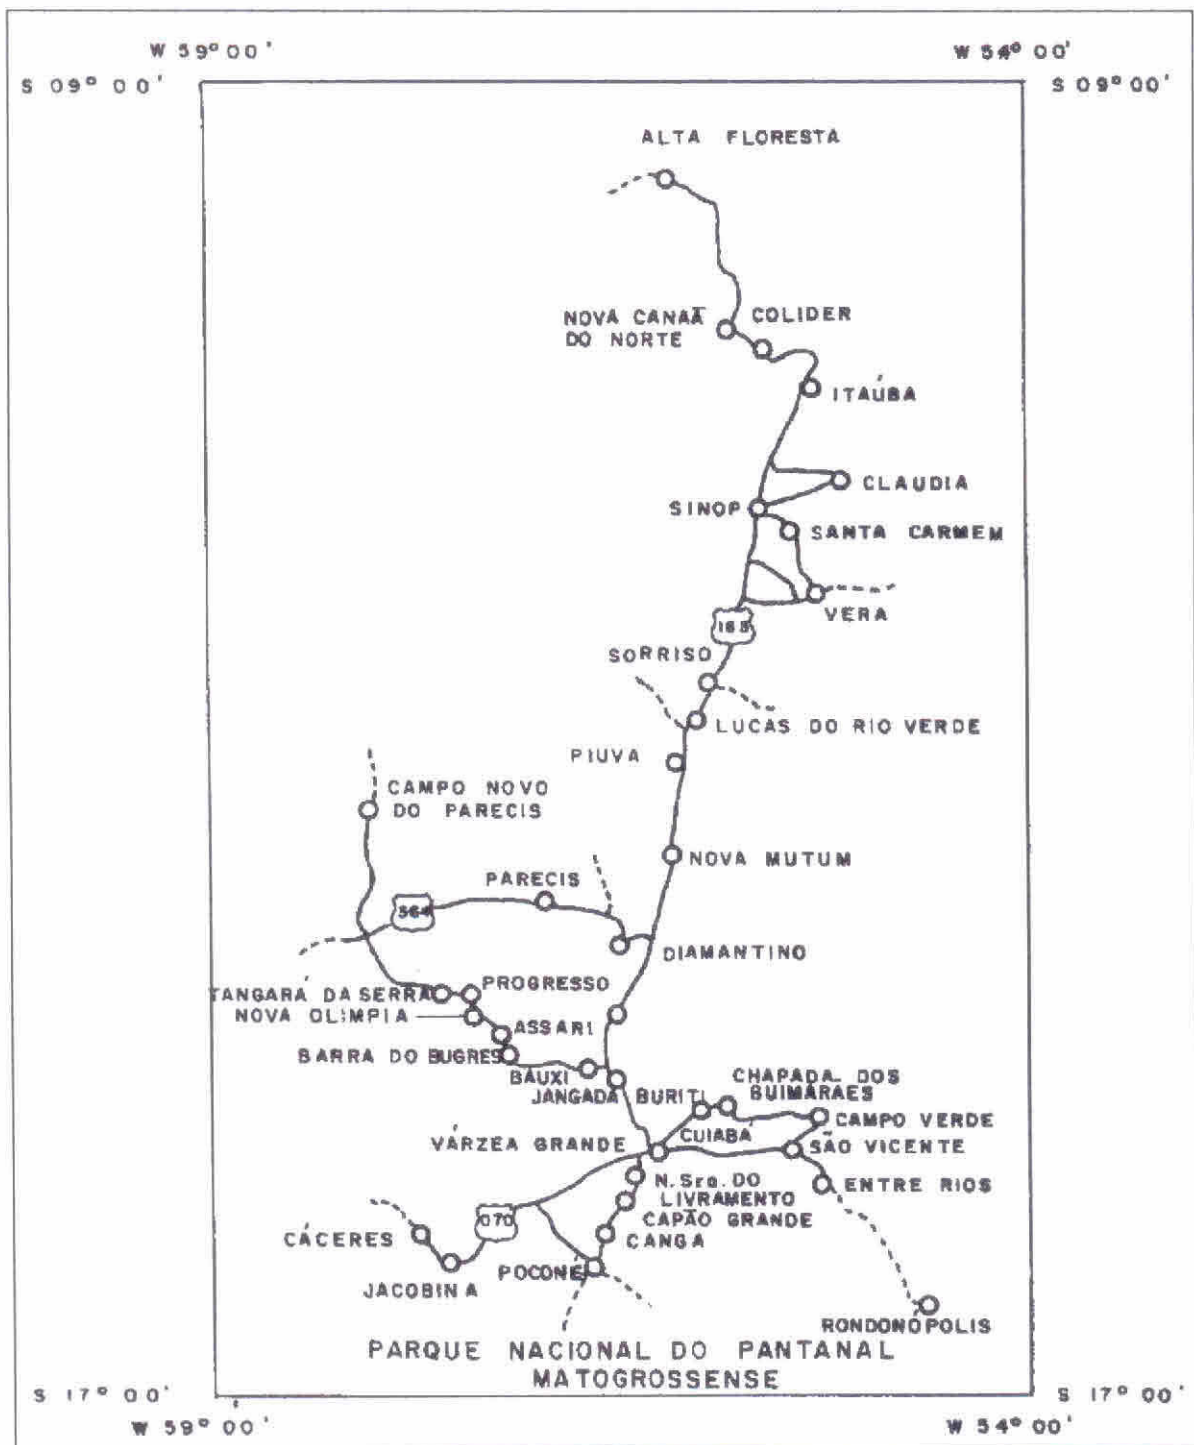 W 59° 00'
W 54° 00'
S 09° 00'
S 09° 00'
ALTA FLORESTA
NOVA CANAÃ
DO NORTE
COLIDER
ITAÚBA
CLAUDIA
SINOP
SANTA CARMEM
VERA
163
SORRISO
LUCAS DO RIO VERDE
PIUVA
CAMPO NOVO
DO PARECIS
NOVA MUTUM
PARECIS
364
DIAMANTINO
PROGRESSO
TANGARÁ DA SERRA
NOVA OLÍMPIA
ASSARI
BARRA DO BUGRES
BAUXI
JANGADA
BURITI
CHAPADA DOS
BUIMARAES
CAMPO VERDE
CUIABÁ
VÁRZEA GRANDE
SÃO VICENTE
N. Sra. DO
LIVRAMENTO
ENTRE RIOS
CAPÃO GRANDE
070
CANGA
CÁCERES
POCONE
JACOBINA
RONDONÓPOLIS
PARQUE NACIONAL DO PANTANAL
MATOGROSSENSE
S 17° 00'
S 17° 00'
W 59° 00'
W 54° 00'